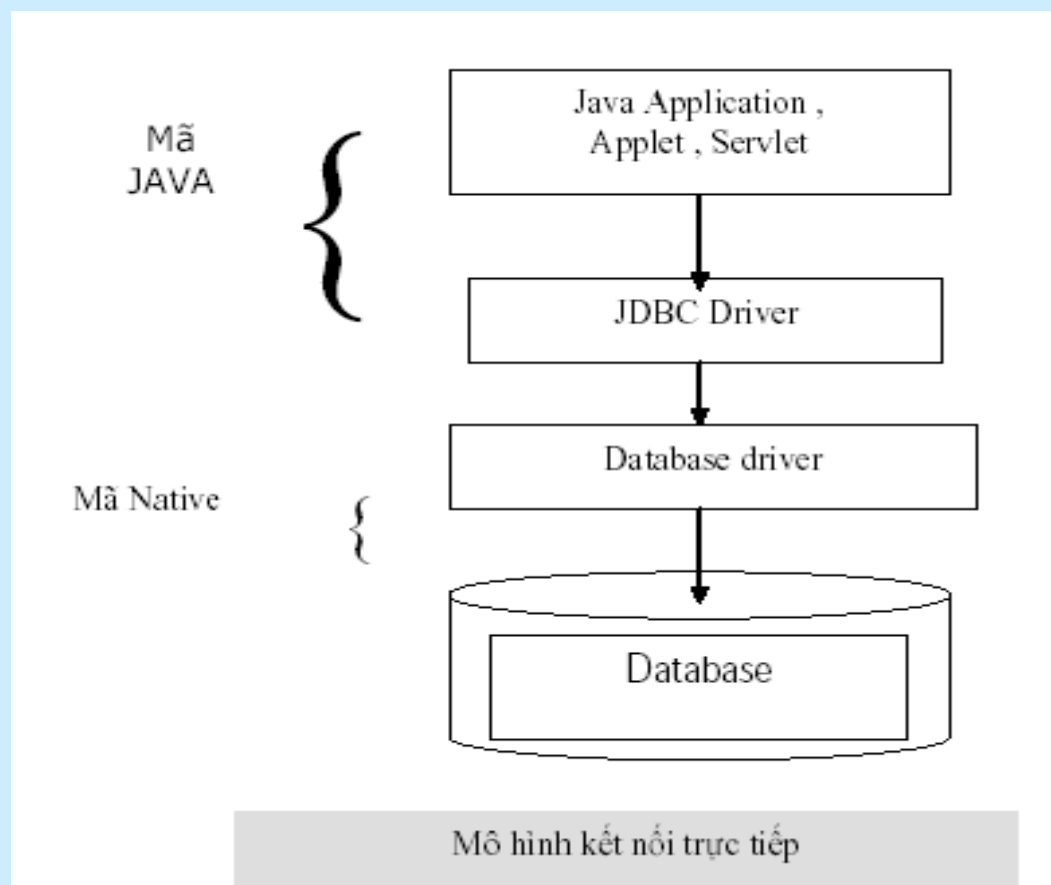 Java Application ,
Applet , Servlet
Mã
JAVA
JDBC Driver
Database driver
Mã Native
Database
Mô hình kết nối trực tiếp